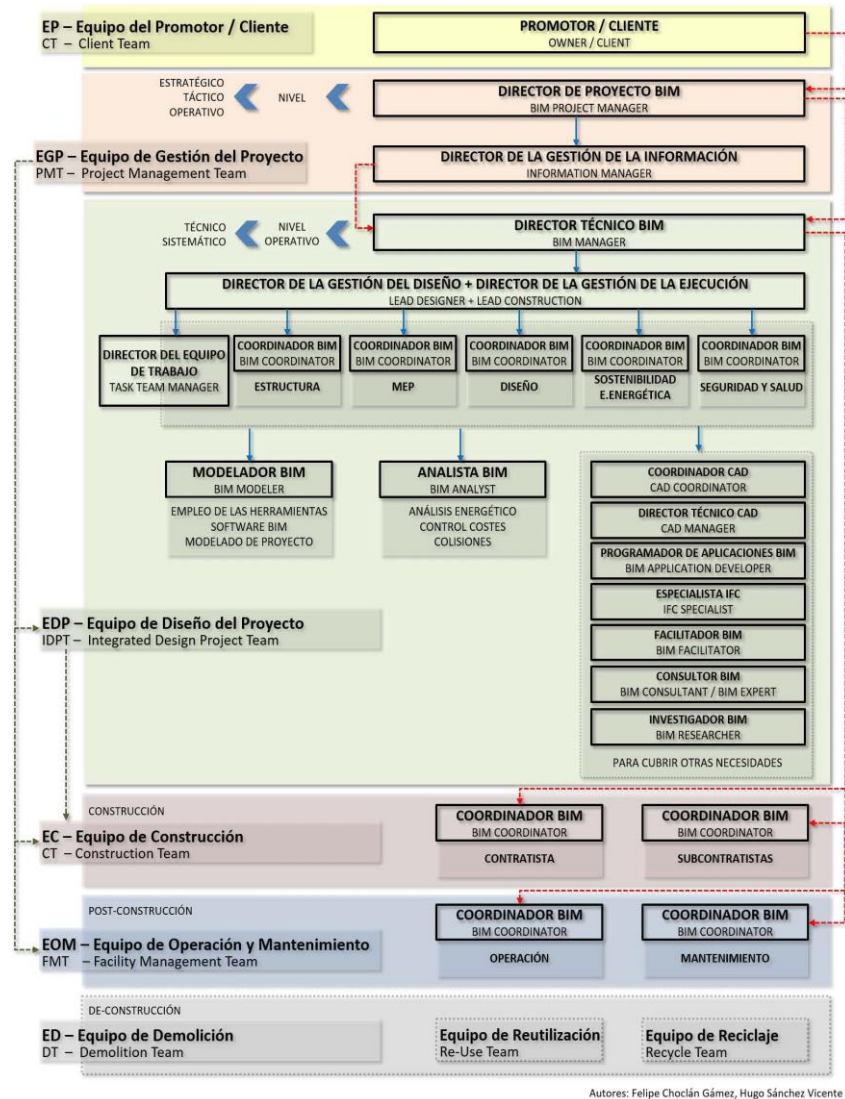 EP – Equipo del Promotor / Cliente
CT – Client Team
PROMOTOR / CLIENTE
OWNER / CLIENT
ESTRATÉGICO
TÁCTICO
OPERATIVO
NIVEL
DIRECTOR DE PROYECTO BIM
BIM PROJECT MANAGER
EGP – Equipo de Gestión del Proyecto
PMT – Project Management Team
DIRECTOR DE LA GESTIÓN DE LA INFORMACIÓN
INFORMATION MANAGER
TÉCNICO
SISTEMÁTICO
NIVEL
OPERATIVO
DIRECTOR TÉCNICO BIM
BIM MANAGER
DIRECTOR DE LA GESTIÓN DEL DISEÑO + DIRECTOR DE LA GESTIÓN DE LA EJECUCIÓN
LEAD DESIGNER + LEAD CONSTRUCTION
DIRECTOR DEL EQUIPO
DE TRABAJO
TASK TEAM MANAGER
COORDINADOR BIM
BIM COORDINATOR
ESTRUCTURA
COORDINADOR BIM
BIM COORDINATOR
MEP
COORDINADOR BIM
BIM COORDINATOR
DISEÑO
COORDINADOR BIM
BIM COORDINATOR
SOSTENIBILIDAD
E.ENERGÉTICA
COORDINADOR BIM
BIM COORDINATOR
SEGURIDAD Y SALUD
MODELADOR BIM
BIM MODELER
EMPLEO DE LAS HERRAMIENTAS
SOFTWARE BIM
MODELADO DE PROYECTO
ANALISTA BIM
BIM ANALYST
ANÁLISIS ENERGÉTICO
CONTROL COSTES
COLISIONES
COORDINADOR CAD
CAD COORDINATOR
DIRECTOR TÉCNICO CAD
CAD MANAGER
PROGRAMADOR DE APLICACIONES BIM
BIM APPLICATION DEVELOPER
ESPECIALISTA IFC
IFC SPECIALIST
FACILITADOR BIM
BIM FACILITATOR
CONSULTOR BIM
BIM CONSULTANT / BIM EXPERT
INVESTIGADOR BIM
BIM RESEARCHER
PARA CUBRIR OTRAS NECESIDADES
EDP – Equipo de Diseño del Proyecto
IDPT – Integrated Design Project Team
CONSTRUCCIÓN
EC – Equipo de Construcción
CT – Construction Team
COORDINADOR BIM
BIM COORDINATOR
CONTRATISTA
COORDINADOR BIM
BIM COORDINATOR
SUBCONTRATISTAS
POST-CONSTRUCCIÓN
EOM – Equipo de Operación y Mantenimiento
FMT – Facility Management Team
COORDINADOR BIM
BIM COORDINATOR
OPERACIÓN
COORDINADOR BIM
BIM COORDINATOR
MANTENIMIENTO
DE-CONSTRUCCIÓN
ED – Equipo de Demolición
DT – Demolition Team
Equipo de Reutilización
Re-Use Team
Equipo de Reciclaje
Recycle Team
Autores: Felipe Choclán Gámez, Hugo Sánchez Vicente